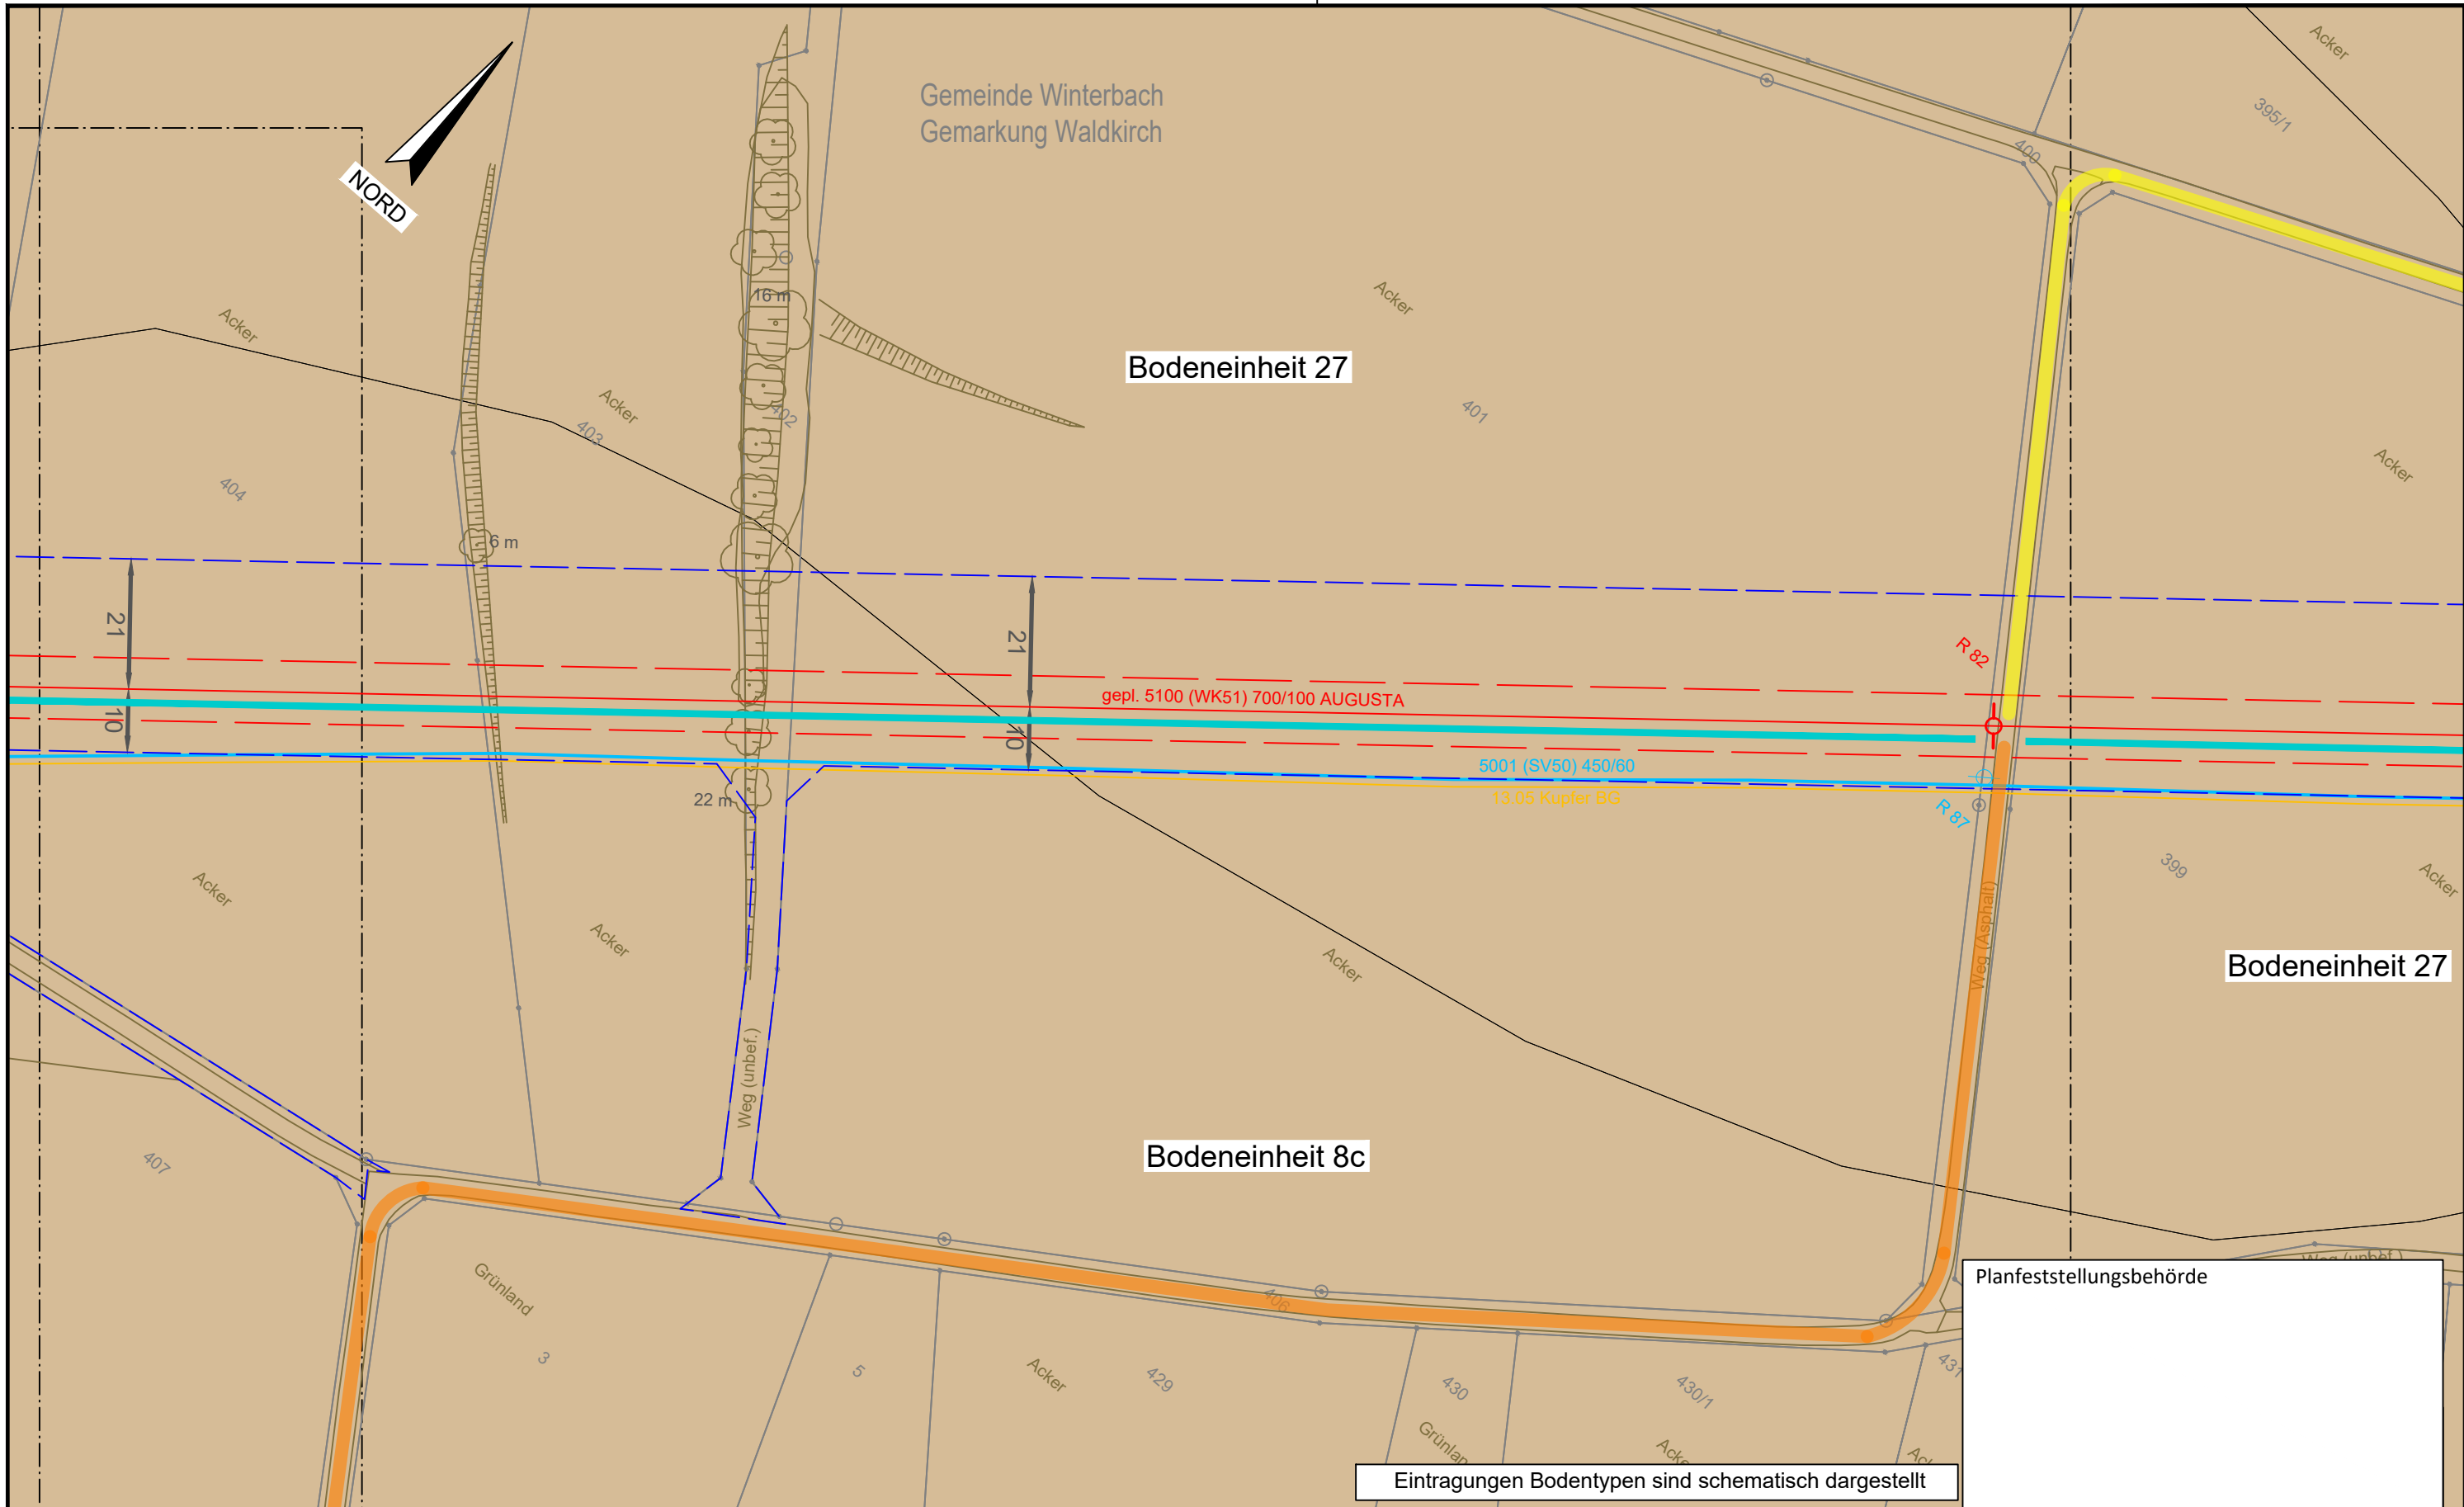 Acker
Gemeinde Winterbach
Gemarkung Waldkirch
395/1
400
NORD
16 m
Acker
Acker
Bodeneinheit 27
Acker
402
401
403
Acker
404
6 m
21
21
R 82
gepl. 5100 (WK51) 700/100 AUGUSTA
10
10
5001 (SV50) 450/60
13.05 Kupfer BG
22 m
R 87
399
Acker
Acker
Acker
Acker
Weg (Asphalt)
Bodeneinheit 27
Weg (unbef.)
Bodeneinheit 8c
407
Weg (unbef.)
Planfeststellungsbehörde
Grünland
406
3
5
Acker
429
430
430/1
431
Eintragungen Bodentypen sind schematisch dargestellt